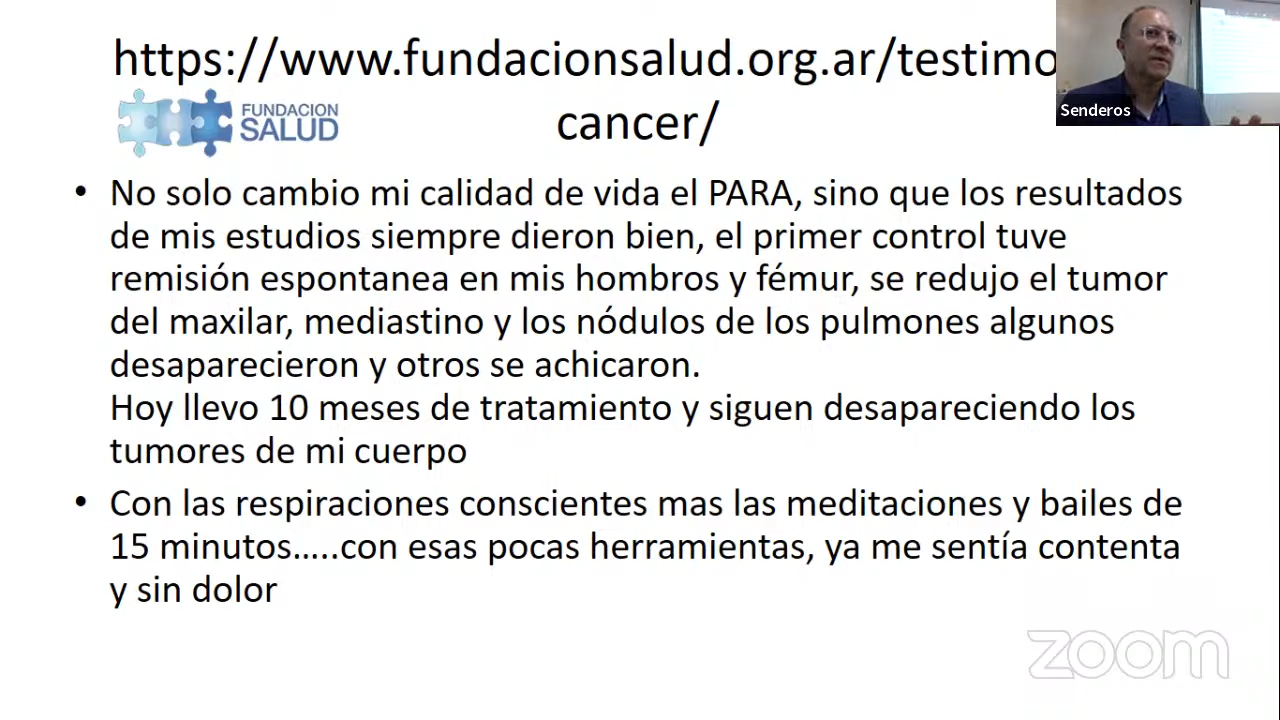 https://www.fundacionsalud.org.ar/testimo
cancer/
FUNDACION
SALUD
Senderos
• No solo cambio mi calidad de vida el PARA, sino que los resultados
de mis estudios siempre dieron bien, el primer control tuve
remisión espontanea en mis hombros y fémur, se redujo el tumor
del maxilar, mediastino y los nódulos de los pulmones algunos
desaparecieron y otros se achicaron.
Hoy llevo 10 meses de tratamiento y siguen desapareciendo los
tumores de mi cuerpo
• Con las respiraciones conscientes mas las meditaciones y bailes de
15 minutos…..con esas pocas herramientas, ya me sentía contenta
y sin dolor
zoom